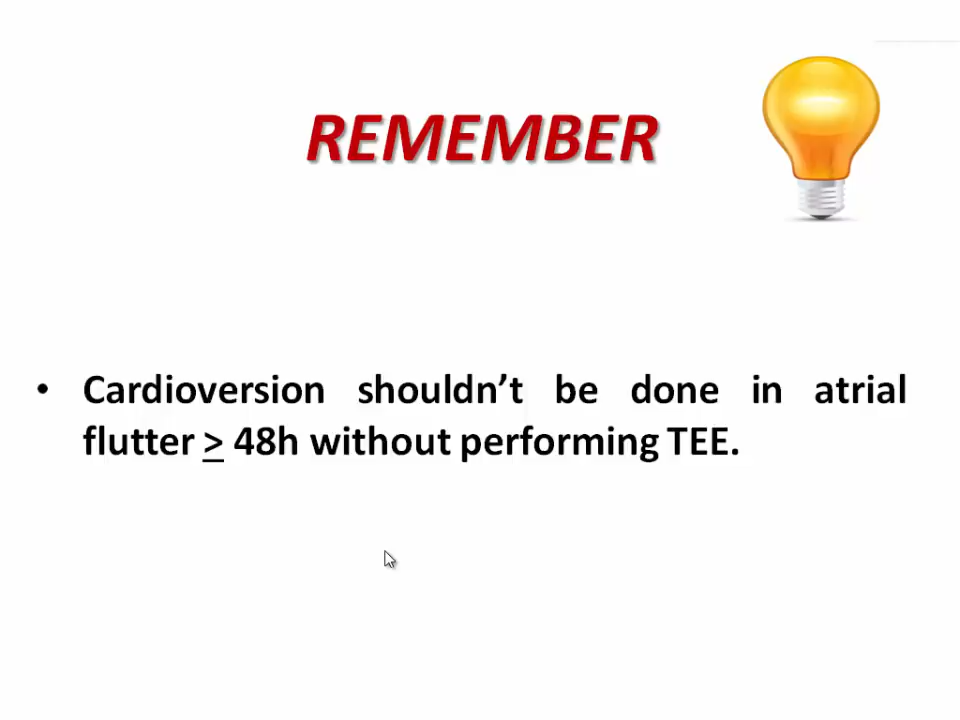 REMEMBER
• Cardioversion shouldn’t be done in atrial
flutter ≥ 48h without performing TEE.